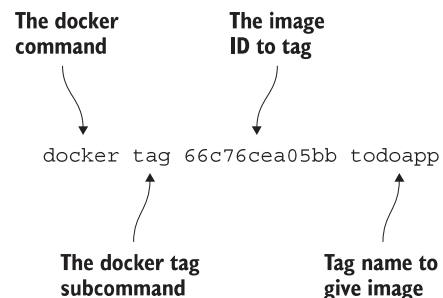 The docker
command
The image
ID to tag
docker tag 66c76cea05bb todoapp
The docker tag
subcommand
Tag name to
give image